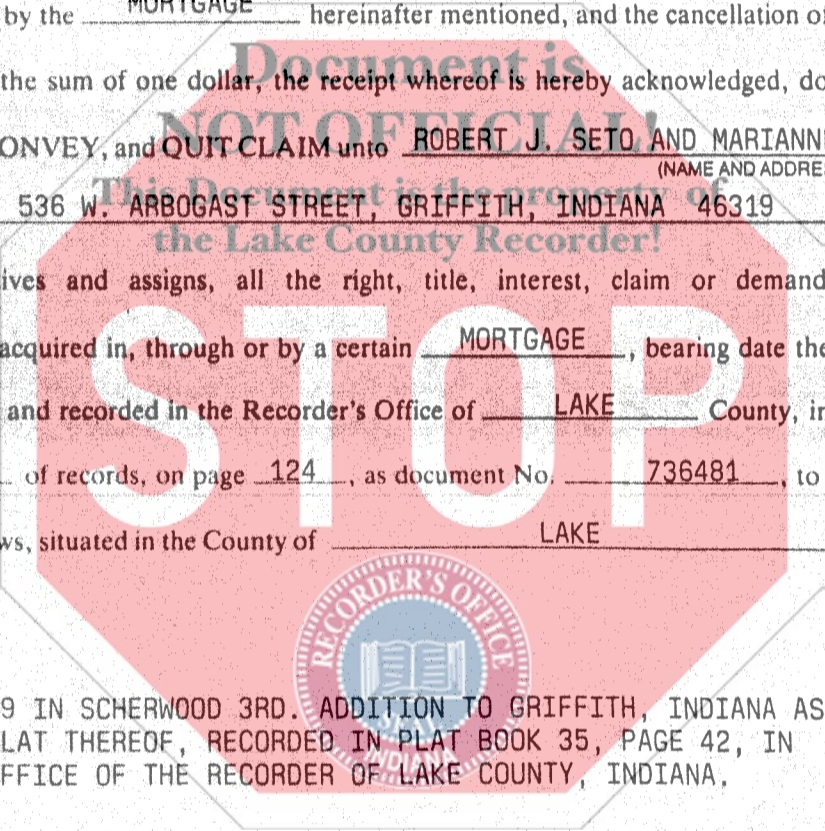 by the MORTGAGE hereinafter mentioned, and the cancellation of
Document is
the sum of one dollar, the receipt whereof is hereby acknowledged, do
NOT OFFICIAL!
ONVEY, and QUIT CLAIM unto ROBERT J. SETO AND MARIANN
(NAME AND ADDRE
This Document is the property of
536 W. ARBOGAST STREET, GRIFFITH, INDIANA 46319
the Lake County Recorder!
ives and assigns, all the right, title, interest, claim or demand
STOP
acquired in, through or by a certain MORTGAGE, bearing date the
and recorded in the Recorder's Office of LAKE County, in
of records, on page 124, as document No. 736481, to
ws, situated in the County of LAKE
RECORDER'S OFFICE
SEAL
INDIANA
9 IN SCHERWOOD 3RD. ADDITION TO GRIFFITH, INDIANA AS
LAT THEREOF, RECORDED IN PLAT BOOK 35, PAGE 42, IN
FFICE OF THE RECORDER OF LAKE COUNTY, INDIANA.